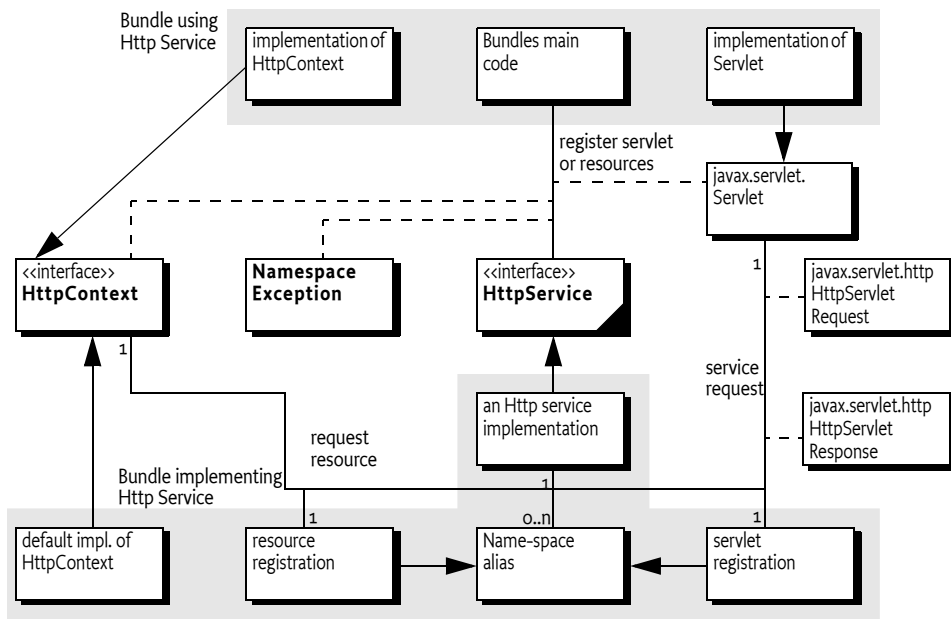 Bundle using
Http Service
implementation of
HttpContext
Bundles main
code
implementation of
Servlet
register servlet
or resources
javax.servlet.
Servlet
<<interface>>
HttpContext
Namespace
Exception
<<interface>>
HttpService
1
javax.servlet.http
HttpServlet
Request
1
service
request
an Http service
implementation
javax.servlet.http
HttpServlet
Response
request
resource
Bundle implementing
Http Service
1
1
0..n
1
default impl. of
HttpContext
resource
registration
Name-space
alias
servlet
registration